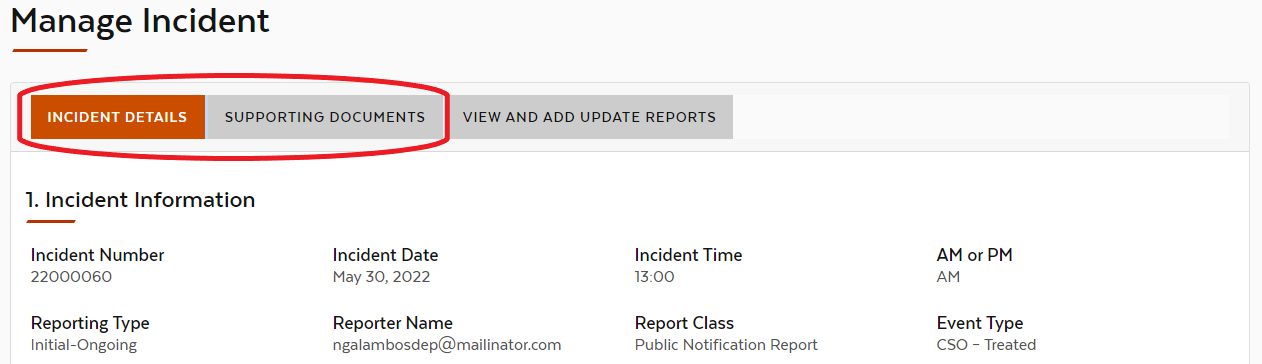 Manage Incident
INCIDENT DETAILS SUPPORTING DOCUMENTS VIEW AND ADD UPDATE REPORTS
1. Incident Information
Incident Number Incident Date Incident Time AM or PM
22000060 May 30, 2022 13:00 AM
Reporting Type Reporter Name Report Class Event Type
Initial-Ongoing ngalambosdep@mailinator.com Public Notification Report CSO – Treated